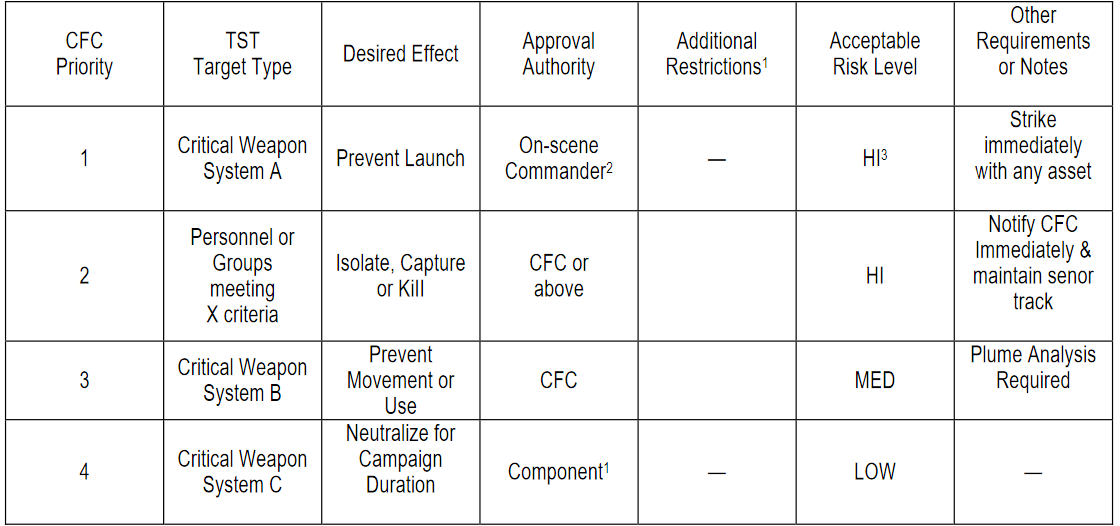 CFC
Priority
TST
Target Type
Desired Effect
Approval
Authority
Additional
Restrictions¹
Acceptable
Risk Level
Other
Requirements
or Notes
1
Critical Weapon
System A
Prevent Launch
On-scene
Commander²
—
HI³
Strike
immediately
with any asset
2
Personnel or
Groups
meeting
X criteria
Isolate, Capture
or Kill
CFC or
above
HI
Notify CFC
Immediately &
maintain senor
track
3
Critical Weapon
System B
Prevent
Movement or
Use
CFC
MED
Plume Analysis
Required
4
Critical Weapon
System C
Neutralize for
Campaign
Duration
Component¹
—
LOW
—